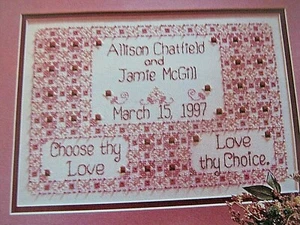 Allison Chatfield
and
Jamie McGill
March 15, 1997
Choose thy
Love
Love
thy Choice.